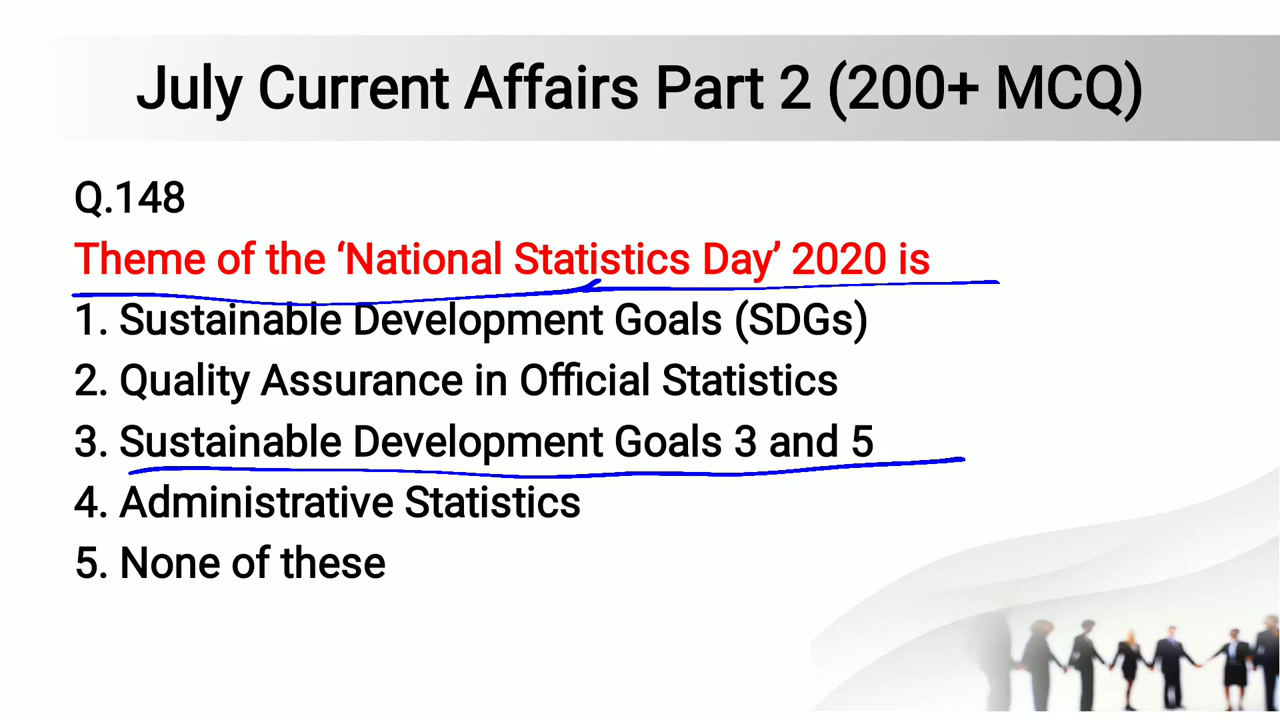 July Current Affairs Part 2 (200+ MCQ)
Q.148
Theme of the ‘National Statistics Day’ 2020 is
1. Sustainable Development Goals (SDGs)
2. Quality Assurance in Official Statistics
3. Sustainable Development Goals 3 and 5
4. Administrative Statistics
5. None of these